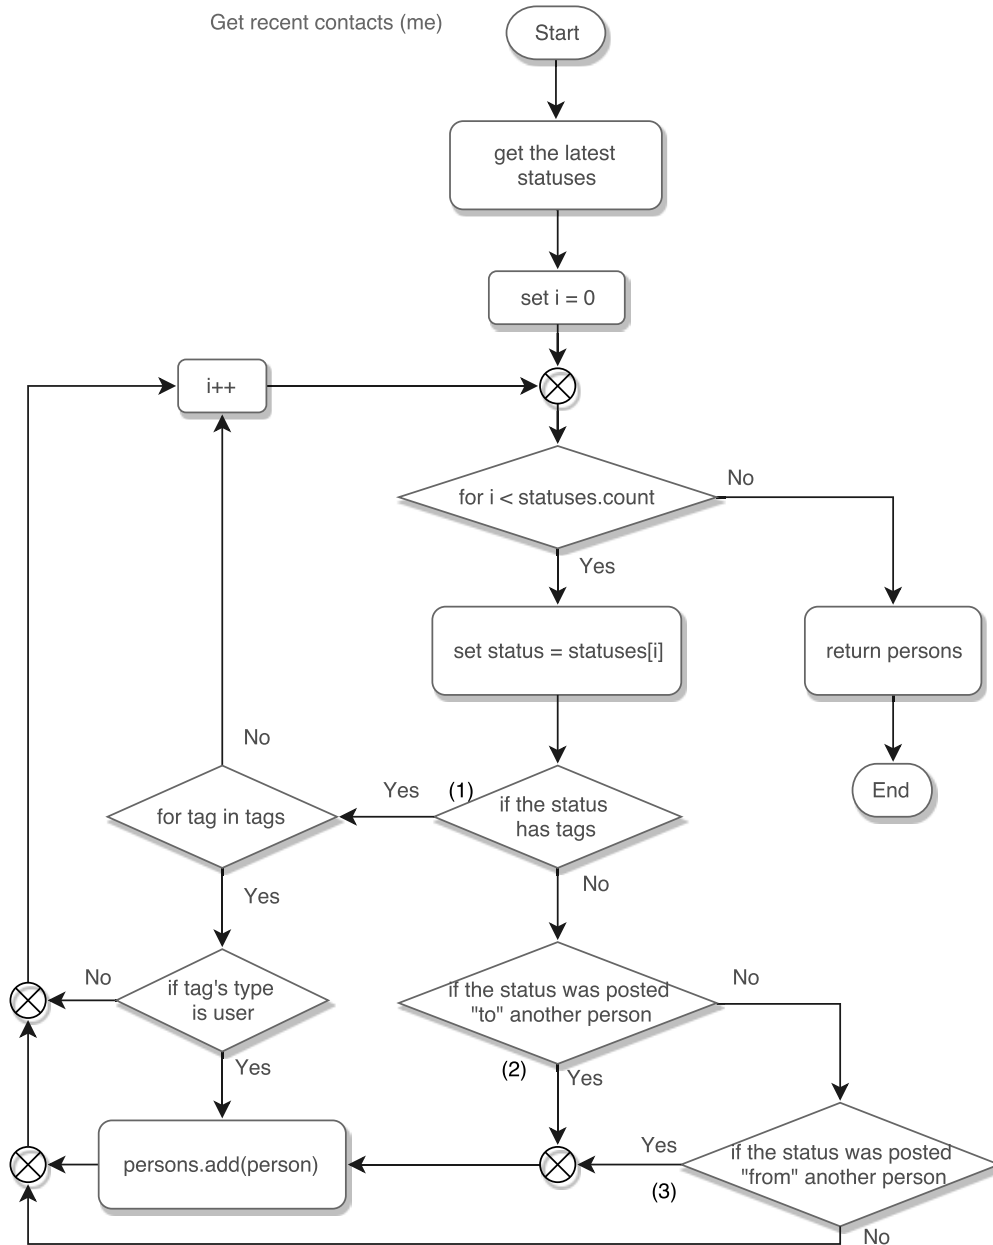 Get recent contacts (me)
Start
get the latest
statuses
set i = 0
i++
for i < statuses.count
No
Yes
set status = statuses[i]
return persons
No
End
for tag in tags
Yes
(1)
if the status
has tags
Yes
No
No
if tag's type
is user
if the status was posted
"to" another person
No
Yes
(2)
Yes
persons.add(person)
Yes
(3)
if the status was posted
"from" another person
No